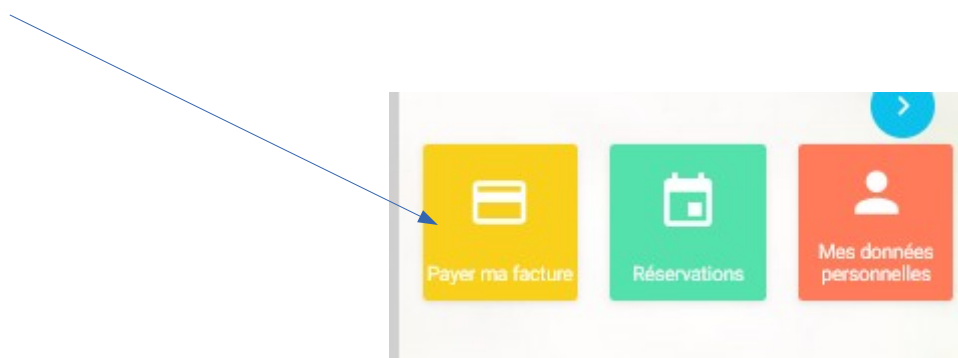 Payer ma facture
Réservations
Mes données
personnelles